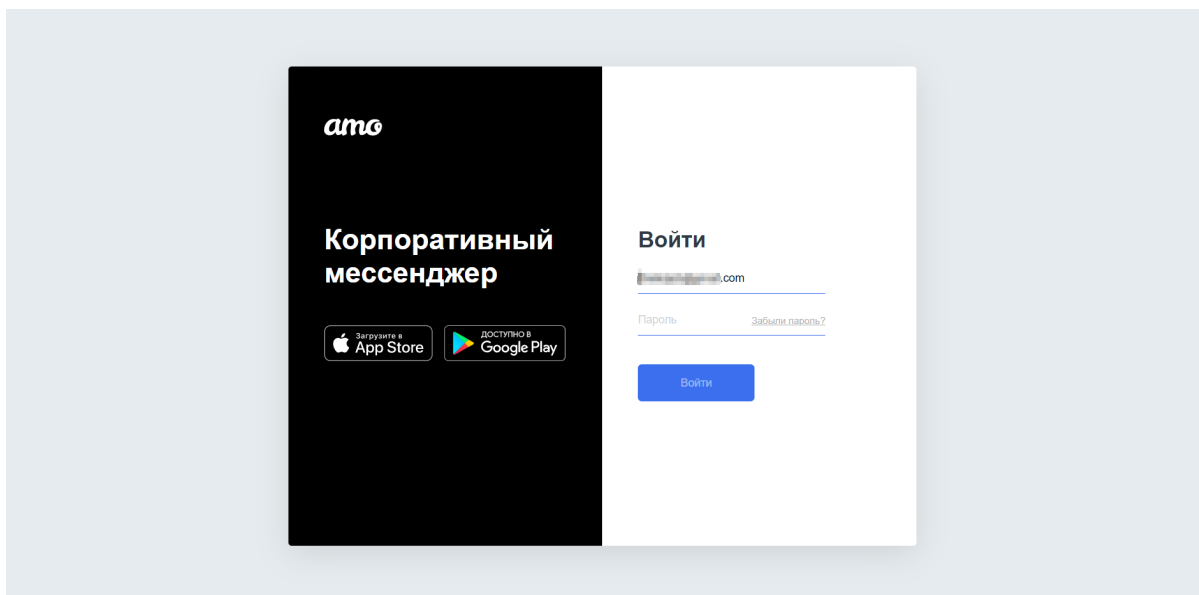 amo
Корпоративный
мессенджер
Загрузите в
App Store
ДОСТУПНО В
Google Play
Войти
.com
Пароль
Забыли пароль?
Войти